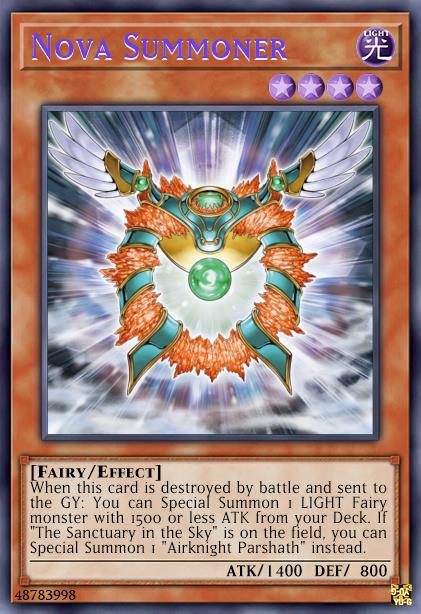 NOVA SUMMONER
LIGHT
光
[FAIRY/EFFECT]
When this card is destroyed by battle and sent to
the GY: You can Special Summon 1 LIGHT Fairy
monster with 1500 or less ATK from your Deck. If
"The Sanctuary in the Sky" is on the field, you can
Special Summon 1 "Airknight Parshath" instead.
ATK/1400 DEF/ 800
48783998